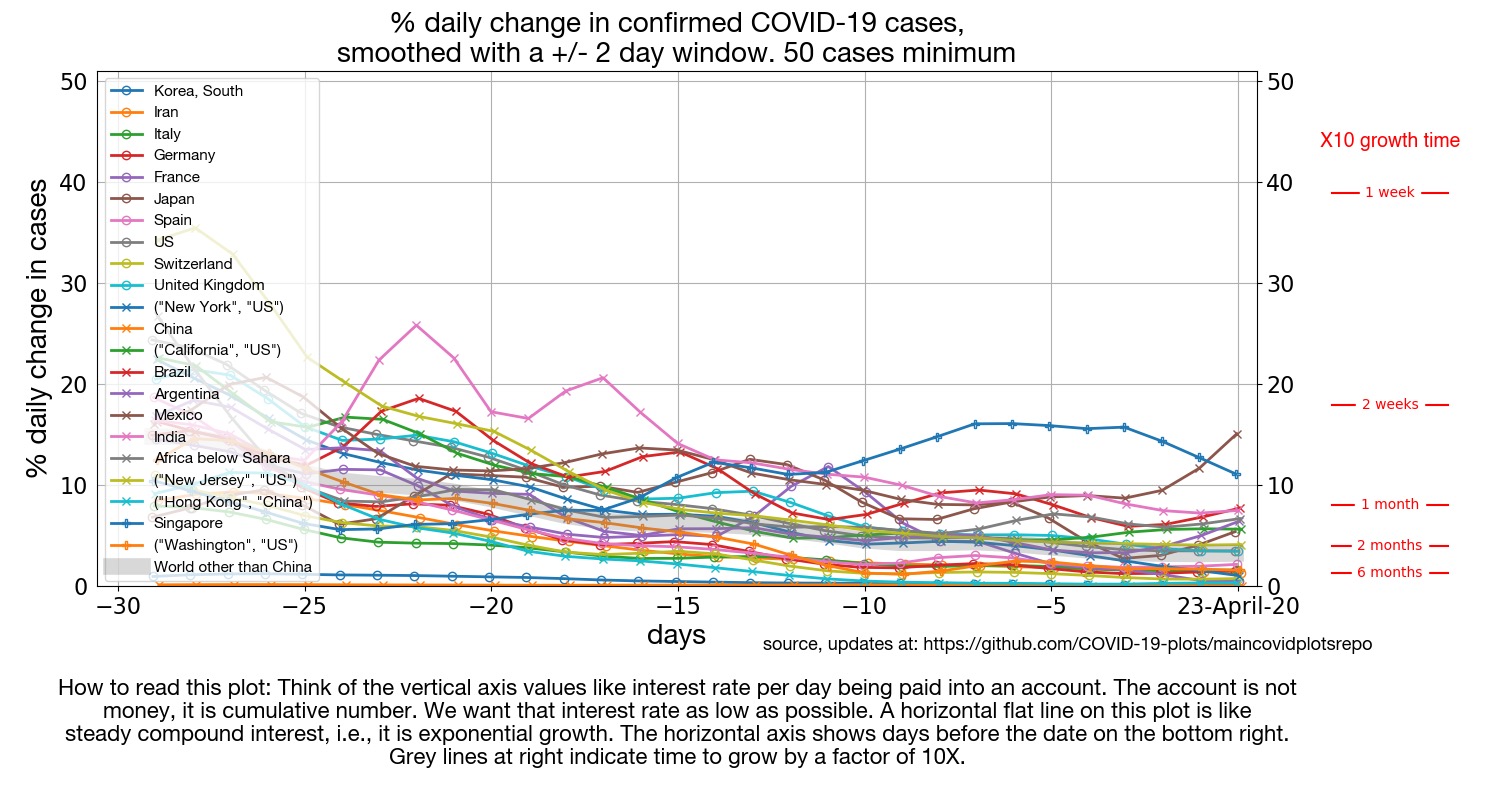 % daily change in confirmed COVID-19 cases,
smoothed with a +/- 2 day window. 50 cases minimum
% daily change in cases
50
40
30
20
10
0
Korea, South
Iran
Italy
Germany
France
Japan
Spain
US
Switzerland
United Kingdom
("New York", "US")
China
("California", "US")
Brazil
Argentina
Mexico
India
Africa below Sahara
("New Jersey", "US")
("Hong Kong", "China")
Singapore
("Washington", "US")
World other than China
50
40
30
20
10
0
X10 growth time
1 week
2 weeks
1 month
2 months
6 months
−30 −25 −20 −15 −10 −5 23-April-20
days
source, updates at: https://github.com/COVID-19-plots/maincovidplotsrepo
How to read this plot: Think of the vertical axis values like interest rate per day being paid into an account. The account is not
money, it is cumulative number. We want that interest rate as low as possible. A horizontal flat line on this plot is like
steady compound interest, i.e., it is exponential growth. The horizontal axis shows days before the date on the bottom right.
Grey lines at right indicate time to grow by a factor of 10X.